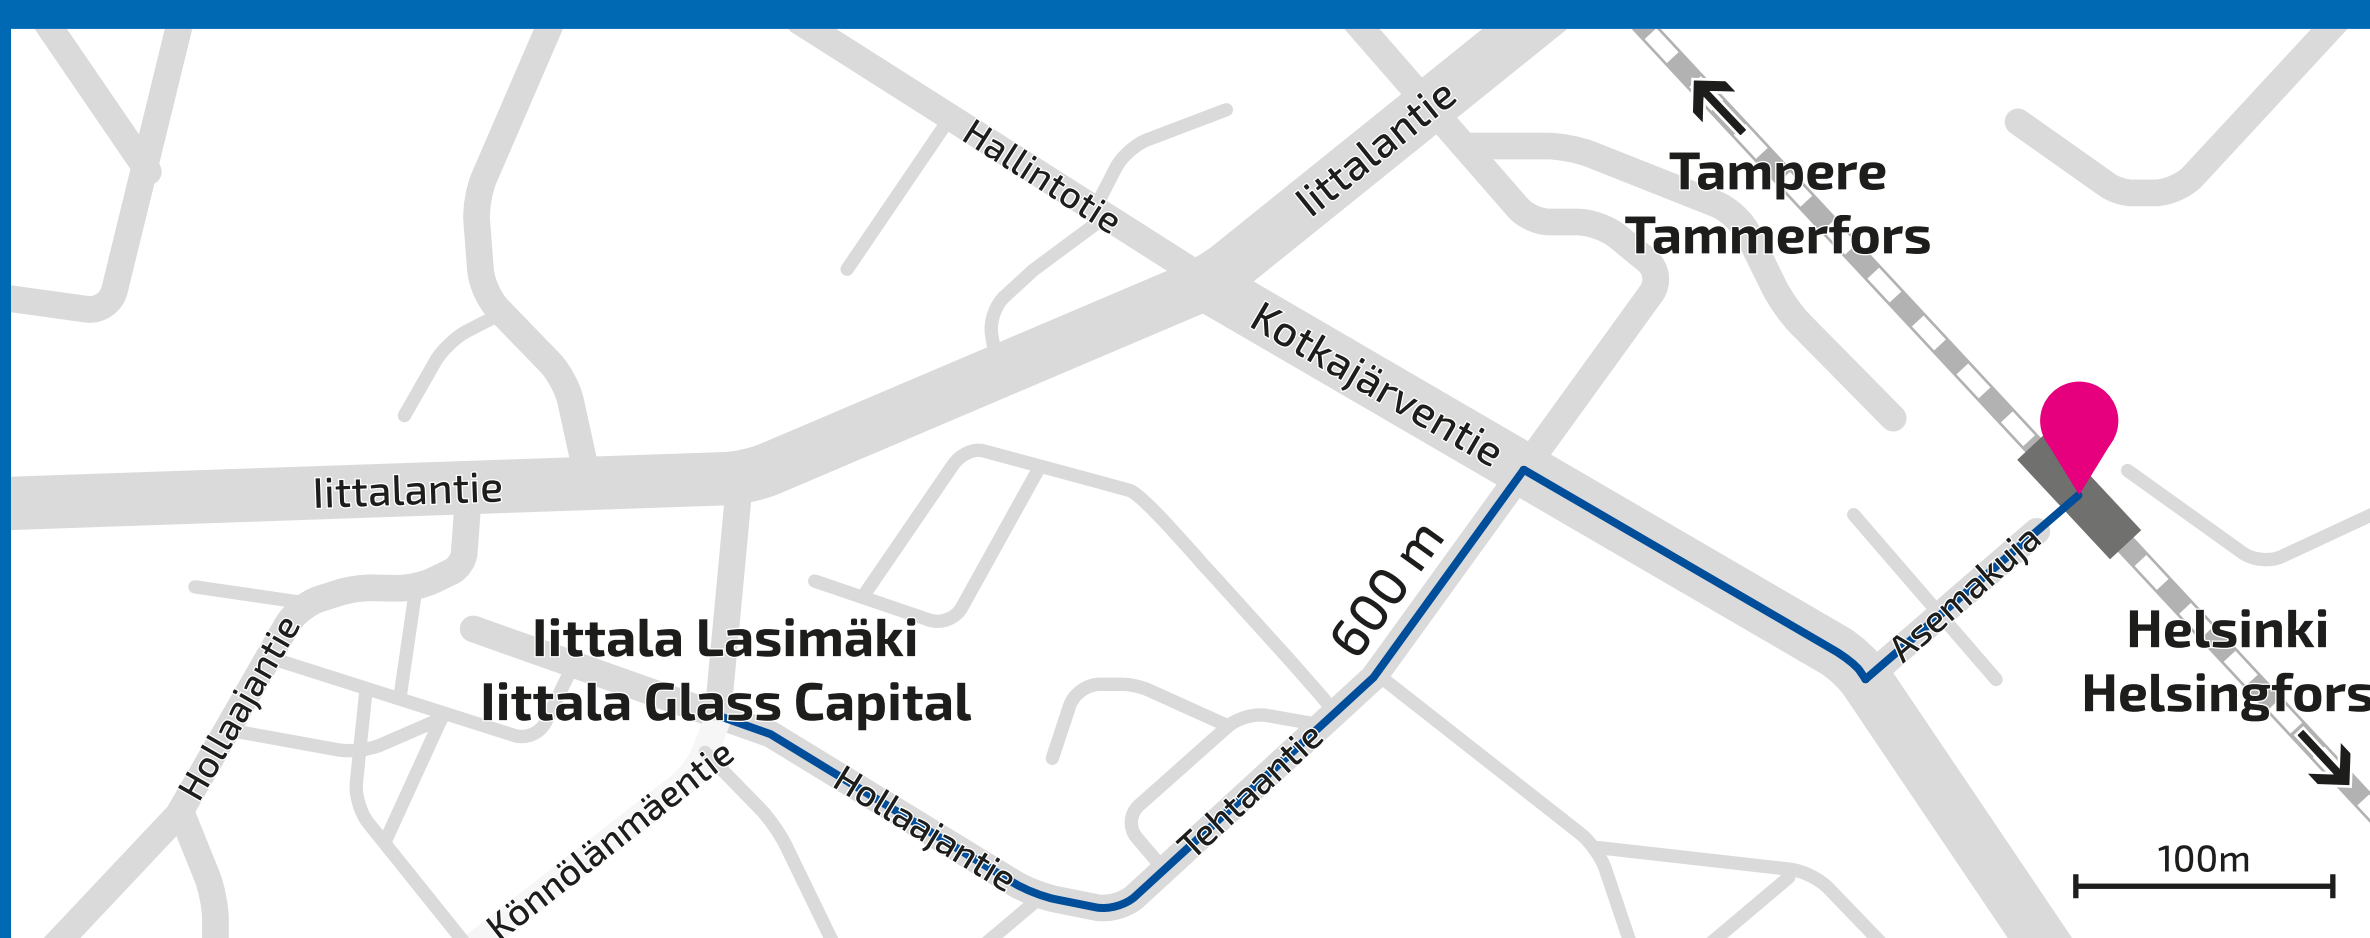 Hallintotie
Iittalantie
Tampere
Tammerfors
Kotkajärventie
Iittalantie
600 m
Asemakuja
Iittala Lasimäki
Iittala Glass Capital
Helsinki
Helsingfors
Hollaajantie
Könnölänmäentie
Hollaajantie
Tehtaantie
100m